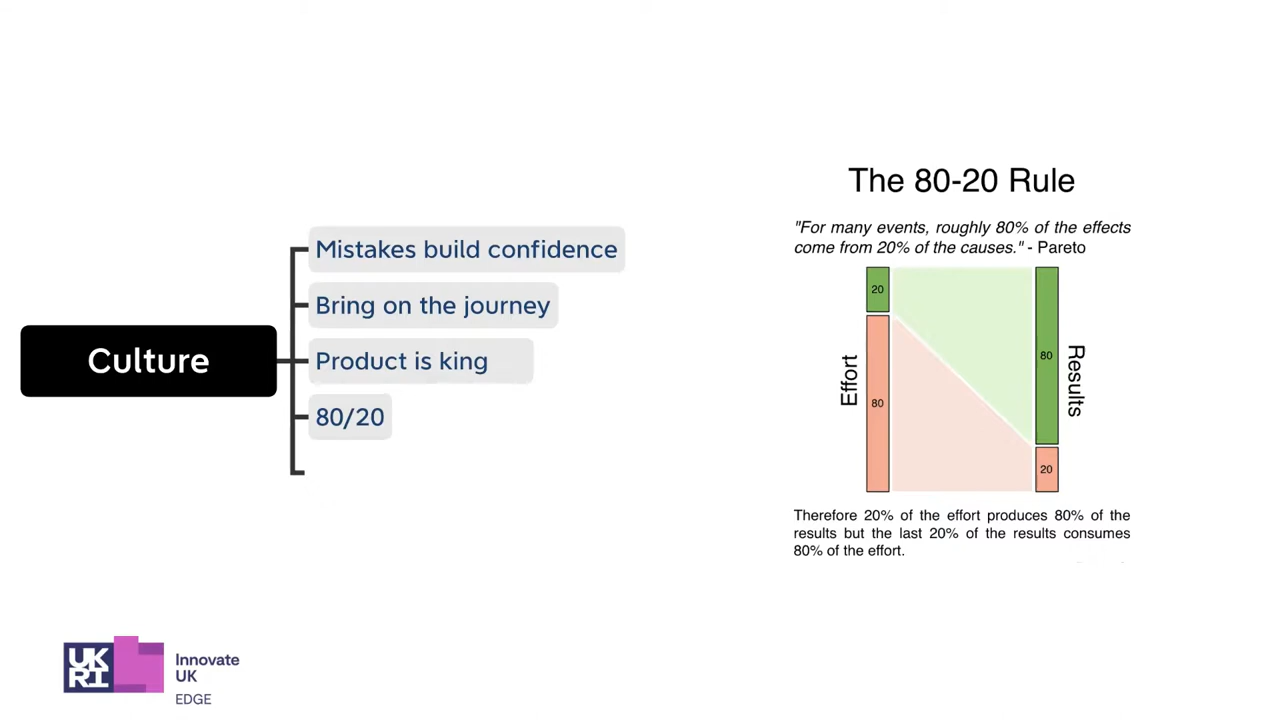 Culture
Mistakes build confidence
Bring on the journey
Product is king
80/20
The 80-20 Rule
"For many events, roughly 80% of the effects
come from 20% of the causes." - Pareto
Effort
20
80
80
20
Results
Therefore 20% of the effort produces 80% of the
results but the last 20% of the results consumes
80% of the effort.
UK
RI
Innovate
UK
EDGE